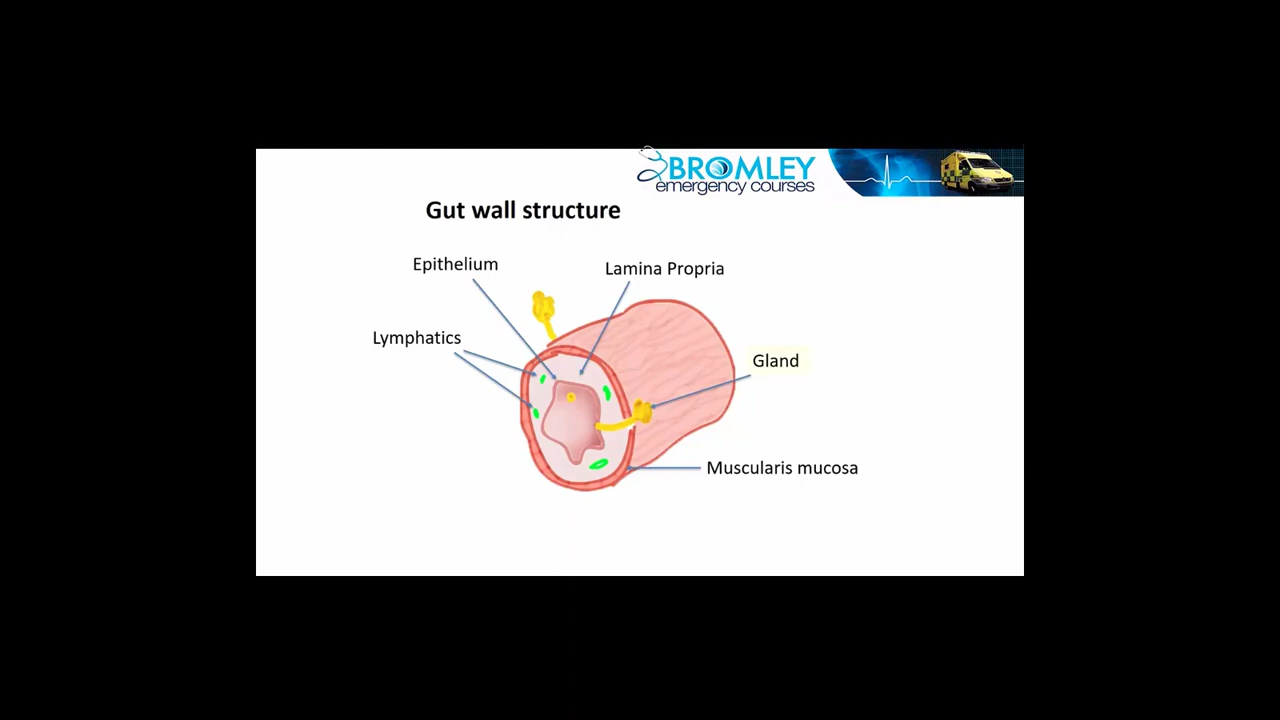 BROMLEY
emergency courses
Gut wall structure
Epithelium
Lamina Propria
Lymphatics
Gland
Muscularis mucosa